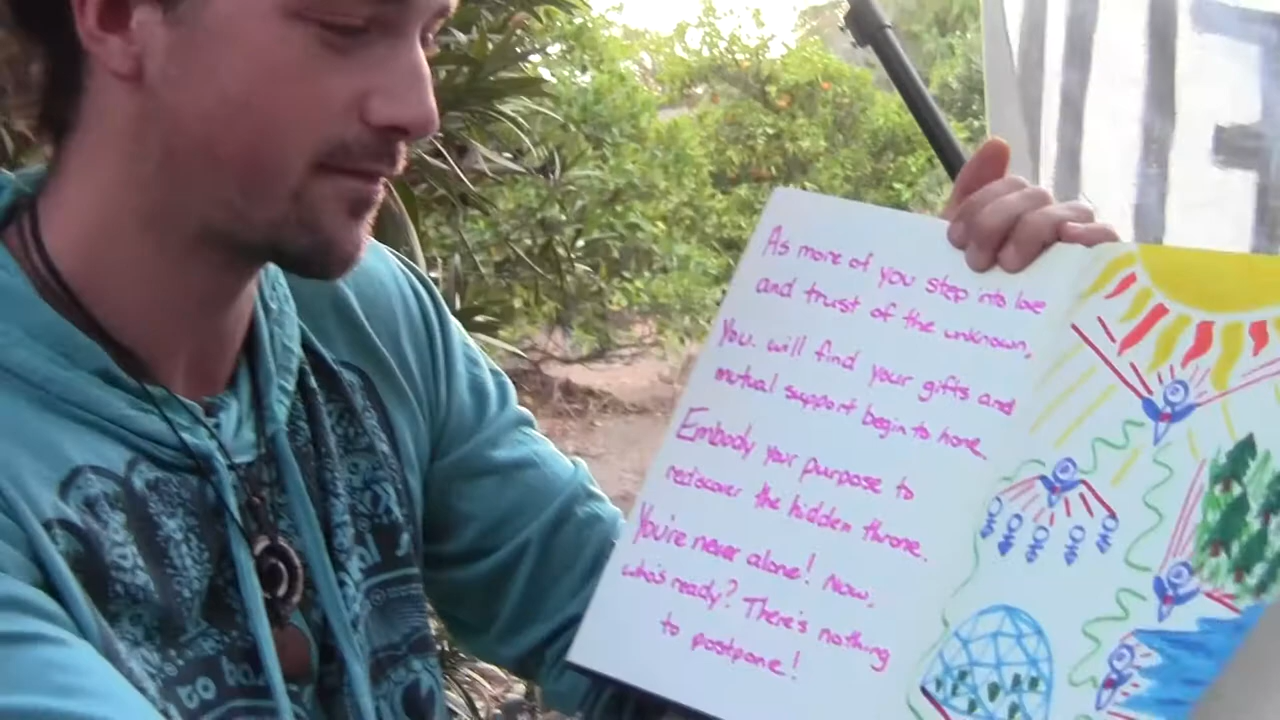 As more of you step into love
and trust of the unknown,
You will find your gifts and
mutual support begin to hone.
Embody your purpose to
rediscover the hidden throne.
You're never alone! Now,
who's ready? There's nothing
to postpone!
to